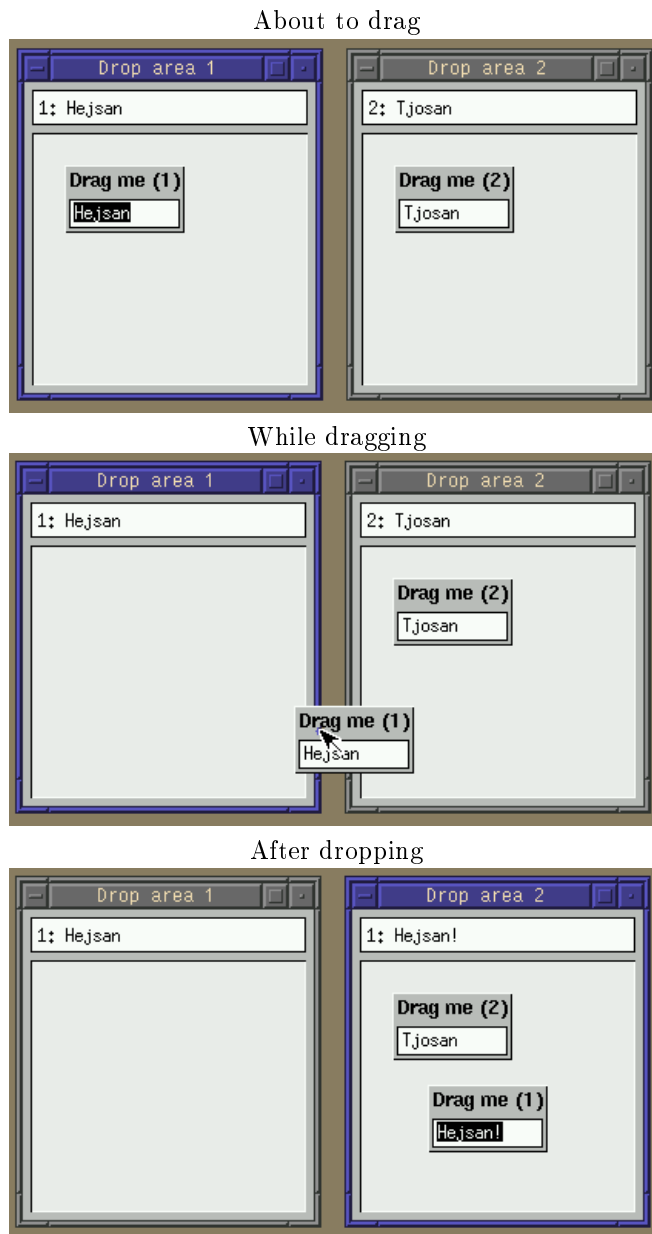 About to drag
Drop area 1
1: Hejsan
Drag me (1)
Hejsan
Drop area 2
2: Tjosan
Drag me (2)
Tjosan
While dragging
Drop area 1
1: Hejsan
Drop area 2
2: Tjosan
Drag me (2)
Tjosan
Drag me (1)
Hejsan
After dropping
Drop area 1
1: Hejsan
Drop area 2
1: Hejsan!
Drag me (2)
Tjosan
Drag me (1)
Hejsan!